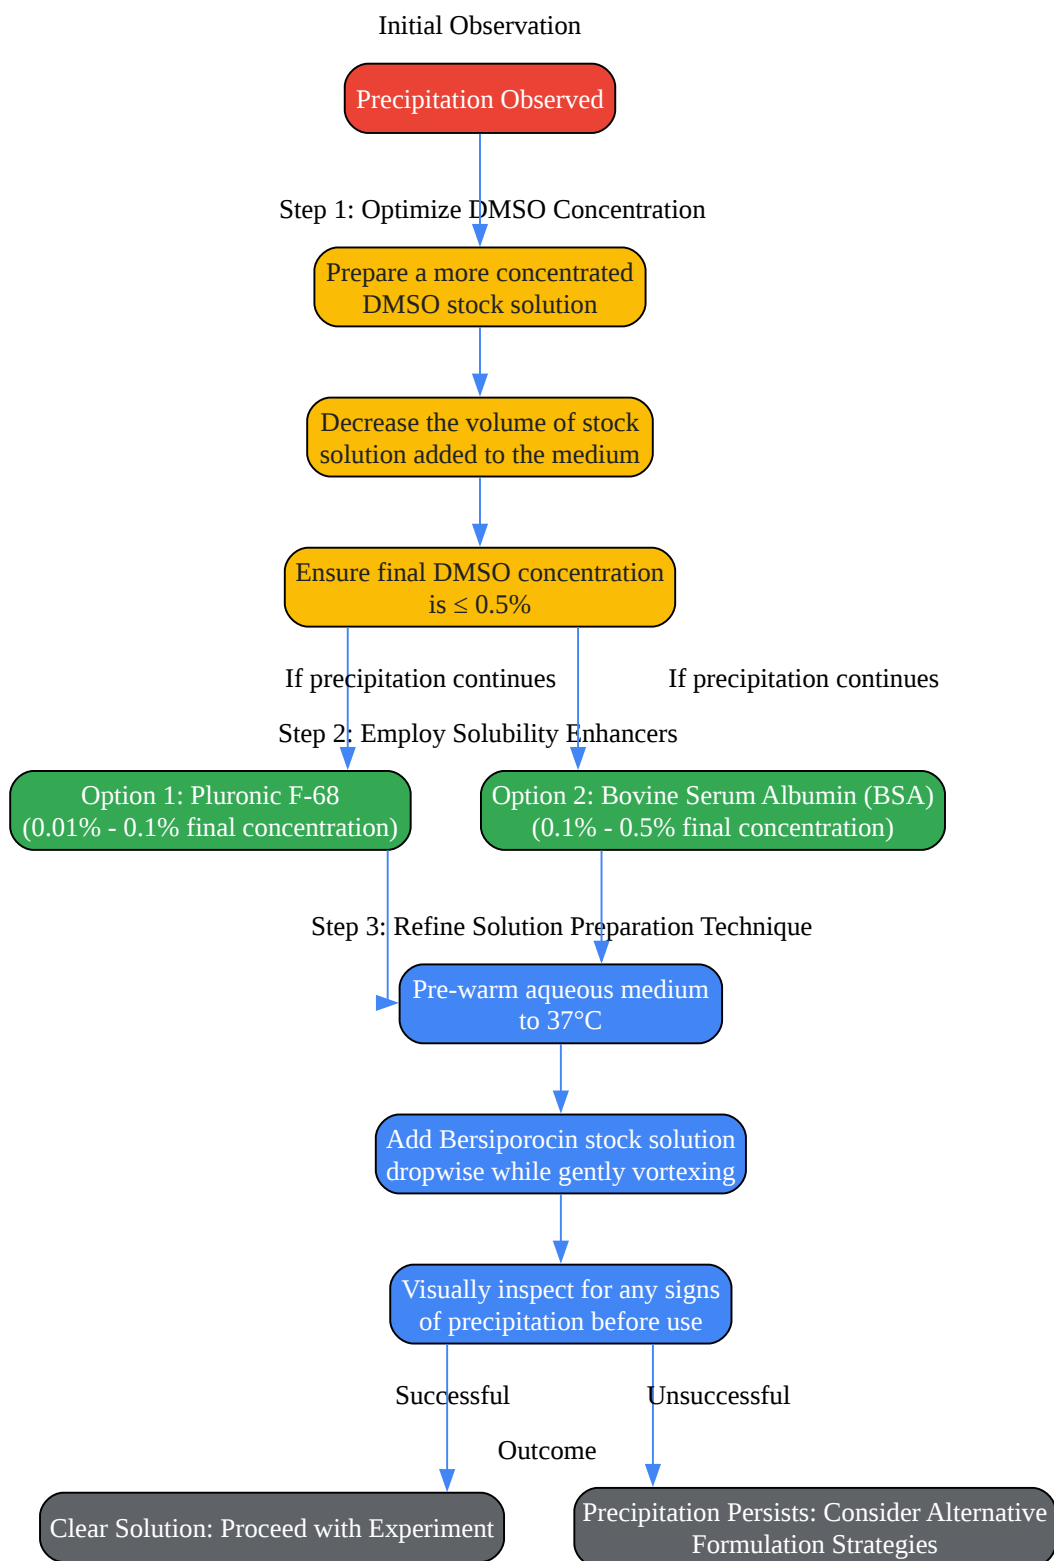 Initial Observation
Precipitation Observed
Step 1: Optimize DMSO Concentration
Prepare a more concentrated
DMSO stock solution
Decrease the volume of stock
solution added to the medium
Ensure final DMSO concentration
is ≤ 0.5%
If precipitation continues
If precipitation continues
Step 2: Employ Solubility Enhancers
Option 1: Pluronic F-68
(0.01% - 0.1% final concentration)
Option 2: Bovine Serum Albumin (BSA)
(0.1% - 0.5% final concentration)
Step 3: Refine Solution Preparation Technique
Pre-warm aqueous medium
to 37°C
Add Bersiporocin stock solution
dropwise while gently vortexing
Visually inspect for any signs
of precipitation before use
Successful
Unsuccessful
Outcome
Clear Solution: Proceed with Experiment
Precipitation Persists: Consider Alternative
Formulation Strategies